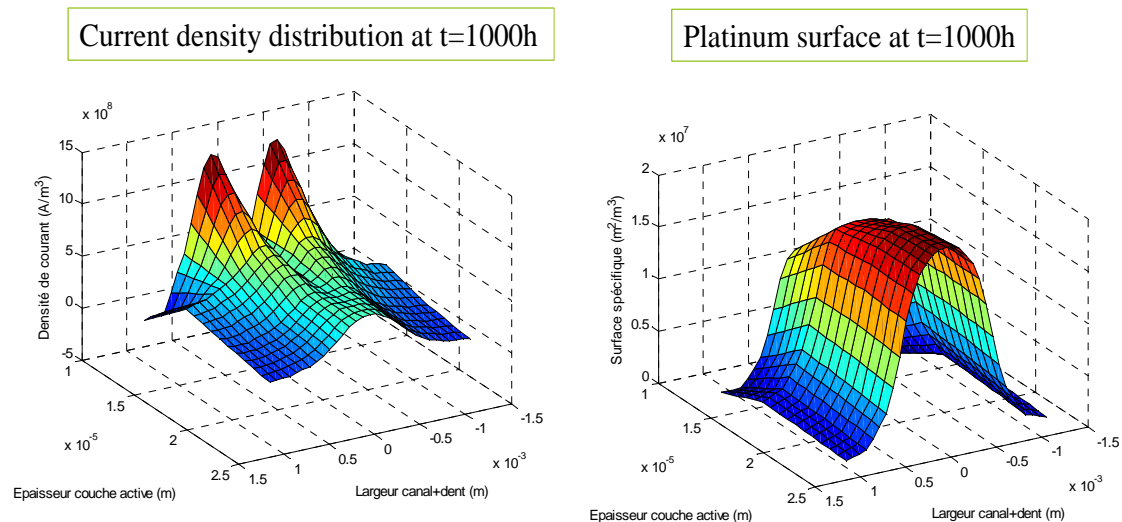 Current density distribution at t=1000h
Platinum surface at t=1000h
x 10^8
15
10
5
0
-5
Densité de courant (A/m³)
1
1.5
2
2.5
x 10^-5
Epaisseur couche active (m)
1.5
1
0.5
0
-0.5
-1
-1.5
x 10^-3
Largeur canal+dent (m)
x 10^7
2
1.5
1
0.5
0
Surface spécifique (m²/m³)
1
1.5
2
2.5
x 10^-5
Epaisseur couche active (m)
1.5
1
0.5
0
-0.5
-1
-1.5
x 10^-3
Largeur canal+dent (m)